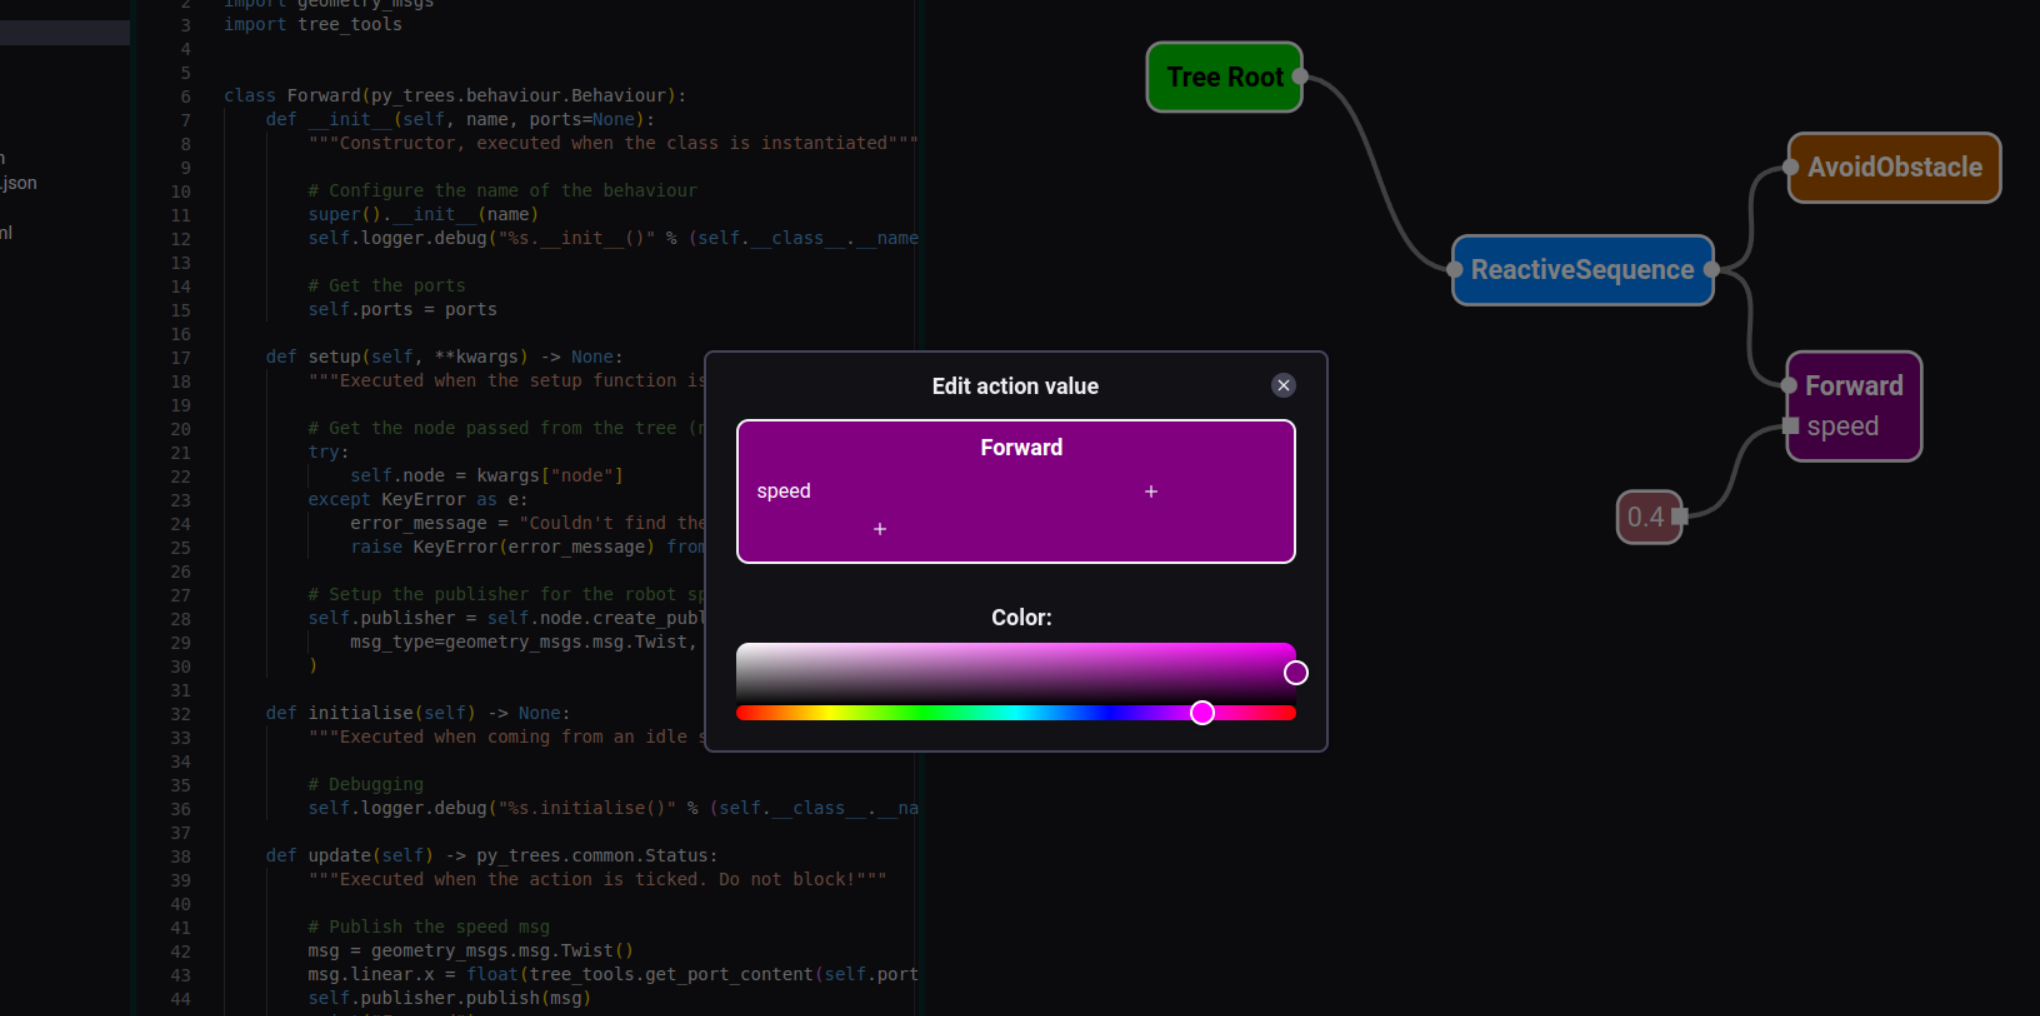 import geometry_msgs
import tree_tools
class Forward(py_trees.behaviour.Behaviour):
def __init__(self, name, ports=None):
"""Constructor, executed when the class is instantiated"""
# Configure the name of the behaviour
super().__init__(name)
self.logger.debug("%s.__init__()" % (self.__class__.__name
# Get the ports
self.ports = ports
def setup(self, **kwargs) -> None:
"""Executed when the setup function is
# Get the node passed from the tree (
try:
self.node = kwargs["node"]
except KeyError as e:
error_message = "Couldn't find the
raise KeyError(error_message) from
# Setup the publisher for the robot sp
self.publisher = self.node.create_publ
msg_type=geometry_msgs.msg.Twist,
)
def initialise(self) -> None:
"""Executed when coming from an idle s
# Debugging
self.logger.debug("%s.initialise()" % (self.__class__.__na
def update(self) -> py_trees.common.Status:
"""Executed when the action is ticked. Do not block!"""
# Publish the speed msg
msg = geometry_msgs.msg.Twist()
msg.linear.x = float(tree_tools.get_port_content(self.port
self.publisher.publish(msg)
2
3
4
5
6
7
8
9
10
11
12
13
14
15
16
17
18
19
20
21
22
23
24
25
26
27
28
29
30
31
32
33
34
35
36
37
38
39
40
41
42
43
44
.json
ml
Edit action value
Forward
speed
+
+
Color:
Tree Root
AvoidObstacle
ReactiveSequence
Forward
speed
0.4